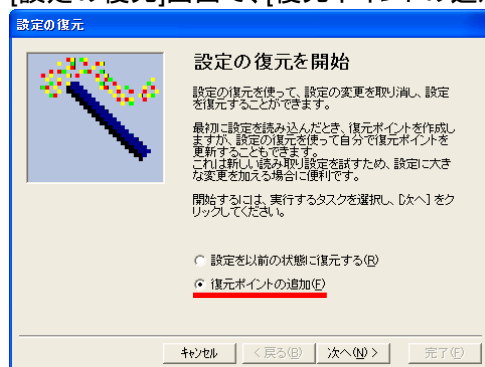 [設定の復元]画面で、[復元ポイントの追加
設定の復元
設定の復元を開始
設定の復元を使って、設定の変更を取り消し、設定
を復元することができます。
最初に設定を読み込んだとき、復元ポイントを作成し
ますが、設定の復元を使って自分で復元ポイントを
更新することもできます。
これは新しい読み取り設定を試すため、設定に大き
な変更を加える場合に便利です。
開始するには、実行するタスクを選択し、[次へ] をク
リックしてください。
設定を以前の状態に復元する(R)
復元ポイントの追加(E)
キャンセル
< 戻る(B)
次へ(N) >
完了(F)